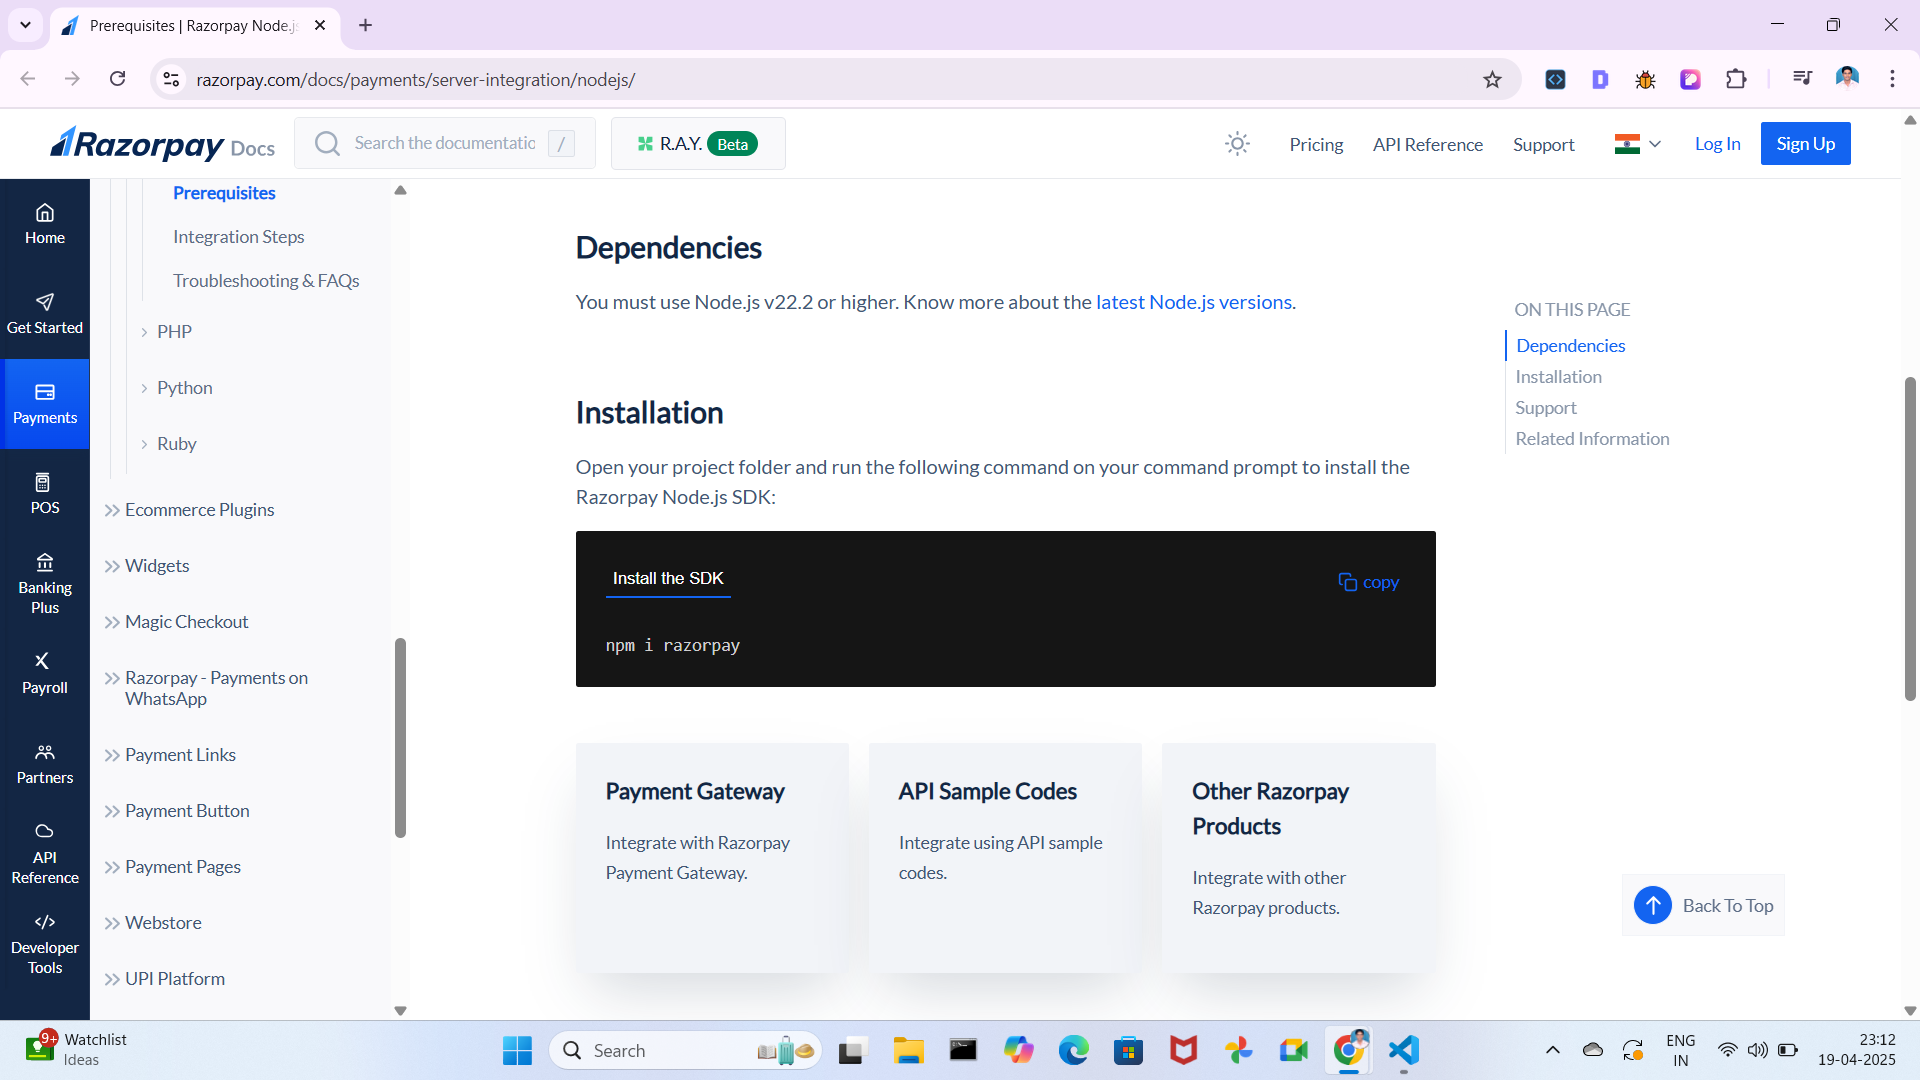 Prerequisites | Razorpay Node.js
razorpay.com/docs/payments/server-integration/nodejs/
Razorpay Docs
Search the documentatio
/
R.A.Y. Beta
Pricing
API Reference
Support
Log In
Sign Up
Home
Get Started
Payments
POS
Banking
Plus
Payroll
Partners
API
Reference
Developer
Tools
Prerequisites
Integration Steps
Troubleshooting & FAQs
PHP
Python
Ruby
Ecommerce Plugins
Widgets
Magic Checkout
Razorpay - Payments on
WhatsApp
Payment Links
Payment Button
Payment Pages
Webstore
UPI Platform
Dependencies
You must use Node.js v22.2 or higher. Know more about the latest Node.js versions.
Installation
Open your project folder and run the following command on your command prompt to install the
Razorpay Node.js SDK:
Install the SDK
copy
npm i razorpay
Payment Gateway
Integrate with Razorpay
Payment Gateway.
API Sample Codes
Integrate using API sample
codes.
Other Razorpay
Products
Integrate with other
Razorpay products.
ON THIS PAGE
Dependencies
Installation
Support
Related Information
Back To Top
9+
Watchlist
Ideas
Search
ENG
IN
23:12
19-04-2025